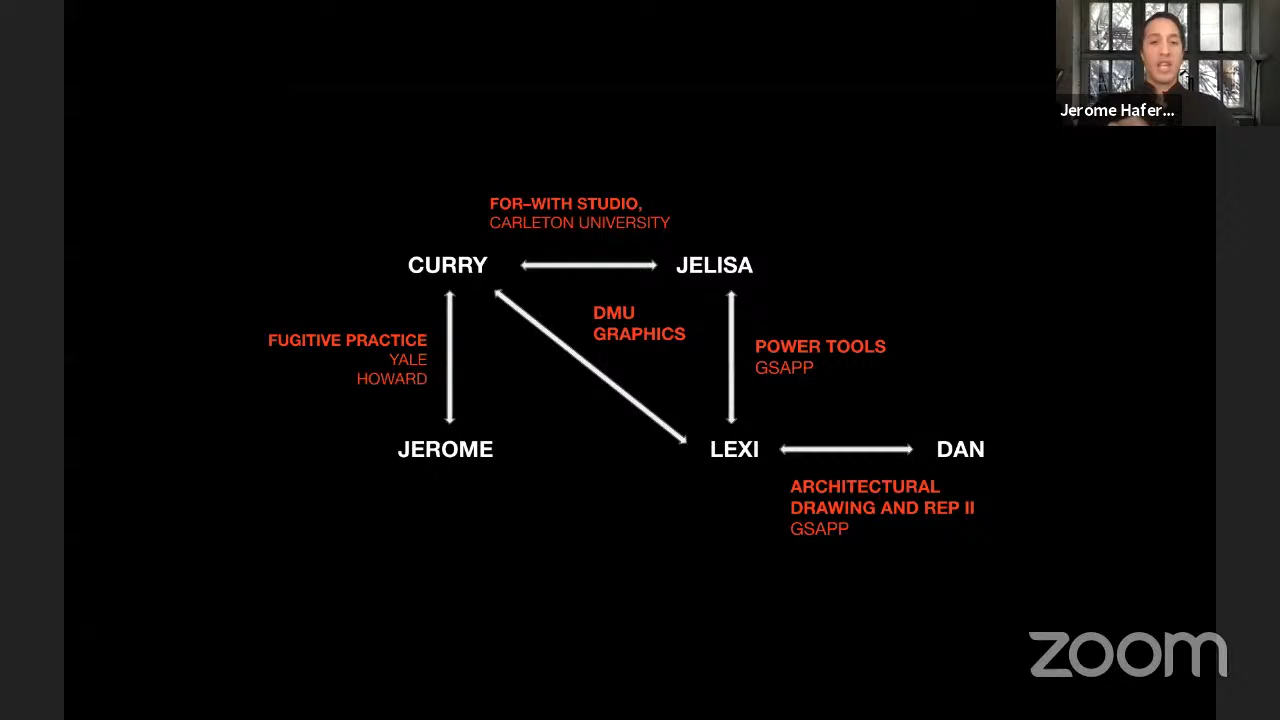 Jerome Hafer...
FOR–WITH STUDIO,
CARLETON UNIVERSITY
CURRY
JELISA
DMU
GRAPHICS
FUGITIVE PRACTICE
YALE
HOWARD
POWER TOOLS
GSAPP
JEROME
LEXI
DAN
ARCHITECTURAL
DRAWING AND REP II
GSAPP
zoom